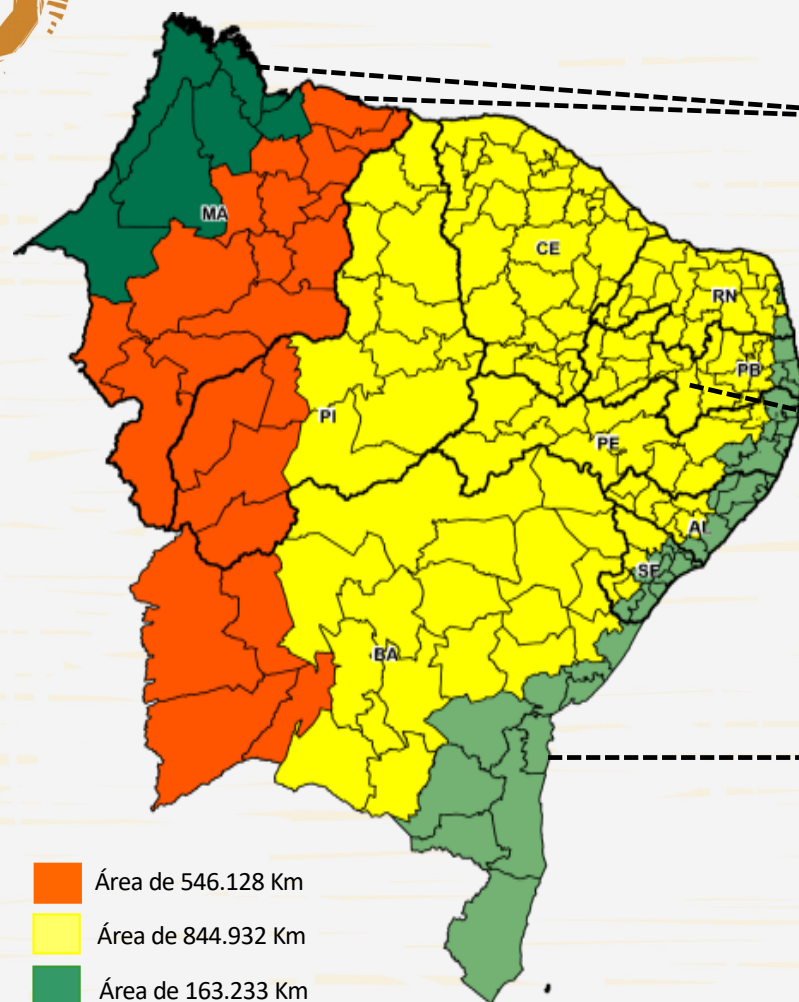 MA
CE
RN
PB
PI
PE
AL
SE
BA
Área de 546.128 Km
Área de 844.932 Km
Área de 163.233 Km